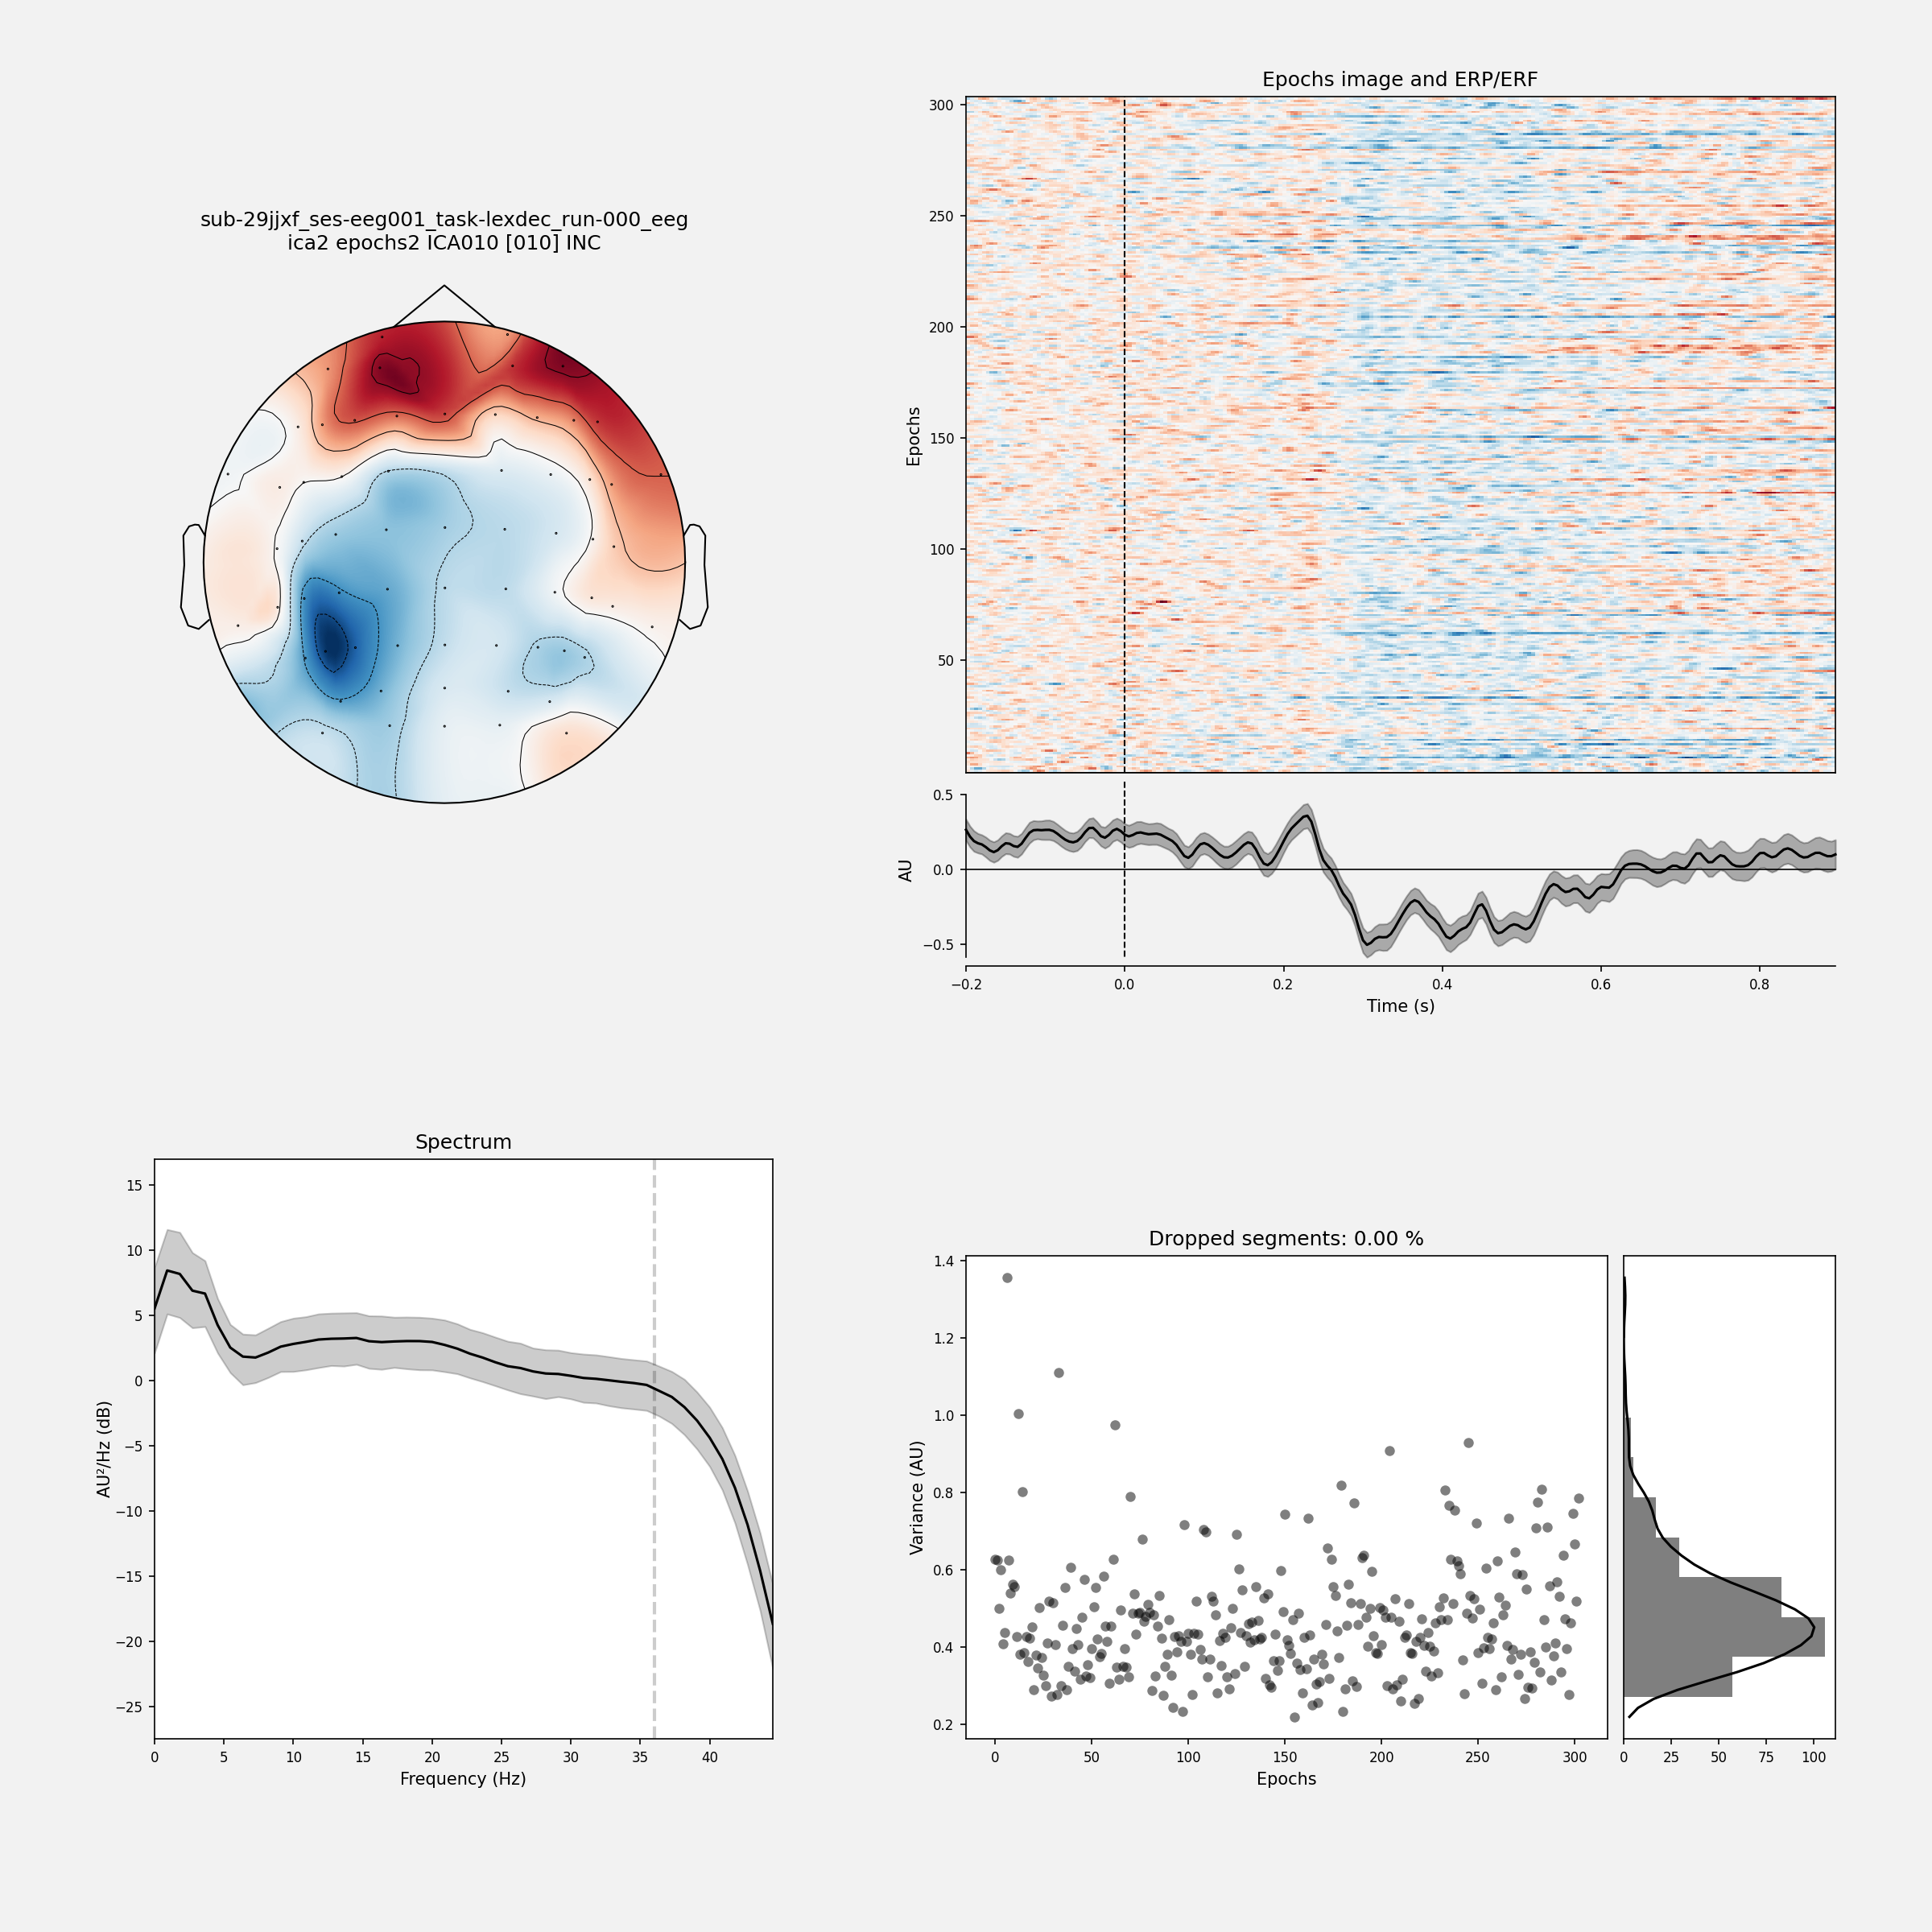 sub-29jjxf_ses-eeg001_task-lexdec_run-000_eeg
ica2 epochs2 ICA010 [010] INC
Epochs image and ERP/ERF
300
250
200
150
100
50
Epochs
0.5
0.0
−0.5
AU
−0.2 0.0 0.2 0.4 0.6 0.8
Time (s)
Spectrum
15
10
5
0
−5
−10
−15
−20
−25
AU²/Hz (dB)
0 5 10 15 20 25 30 35 40
Frequency (Hz)
Dropped segments: 0.00 %
1.4
1.2
1.0
0.8
0.6
0.4
0.2
Variance (AU)
0 50 100 150 200 250 300
Epochs
0 25 50 75 100